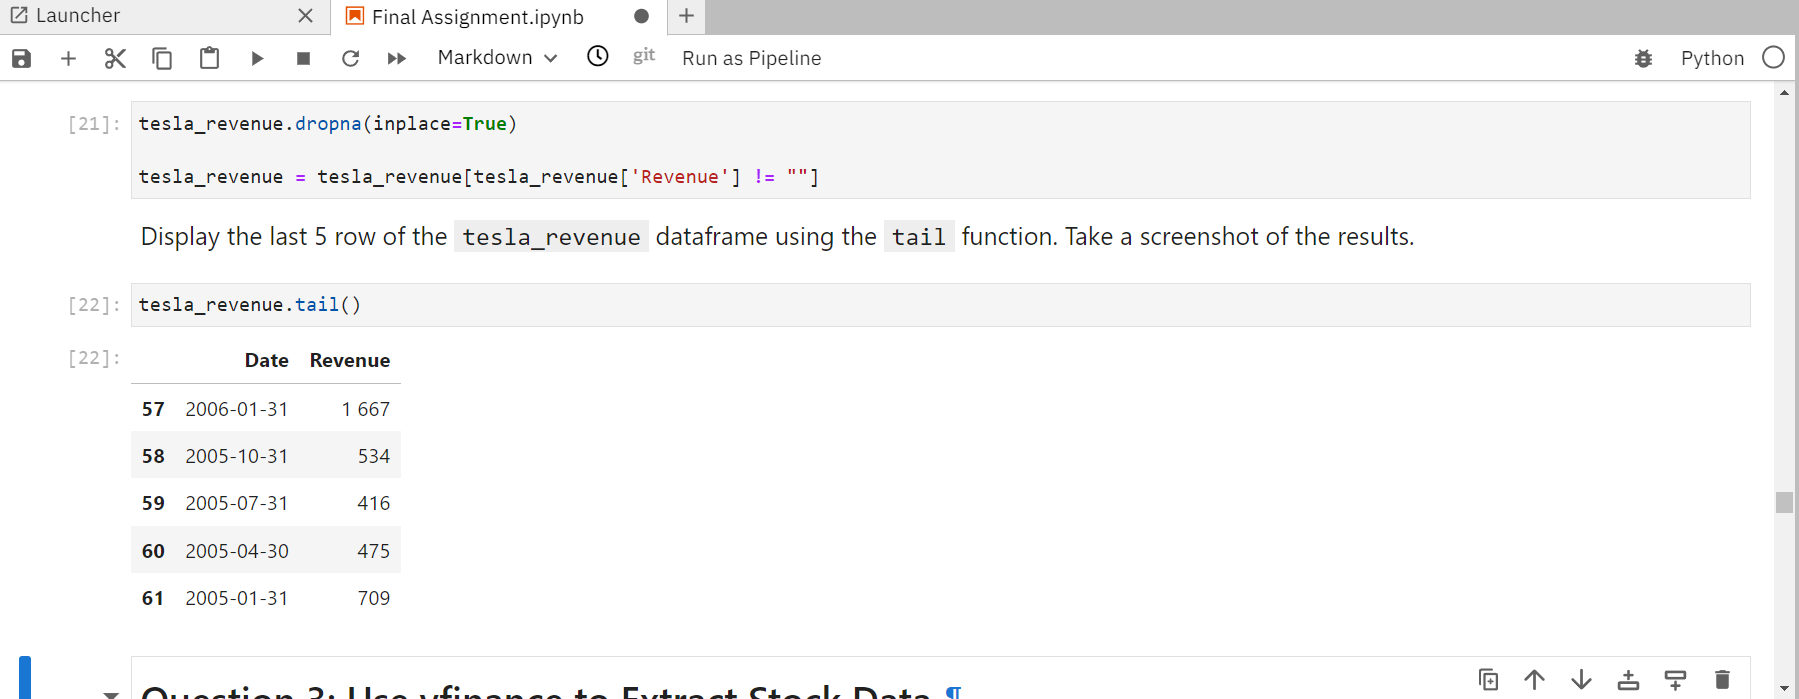 Launcher
Final Assignment.ipynb
Markdown git Run as Pipeline Python
[21]: tesla_revenue.dropna(inplace=True)
tesla_revenue = tesla_revenue[tesla_revenue['Revenue'] != ""]
Display the last 5 row of the tesla_revenue dataframe using the tail function. Take a screenshot of the results.
[22]: tesla_revenue.tail()
[22]: Date Revenue
57 2006-01-31 1 667
58 2005-10-31 534
59 2005-07-31 416
60 2005-04-30 475
61 2005-01-31 709
Question 3: Use yfinance to Extract Stock Data ¶